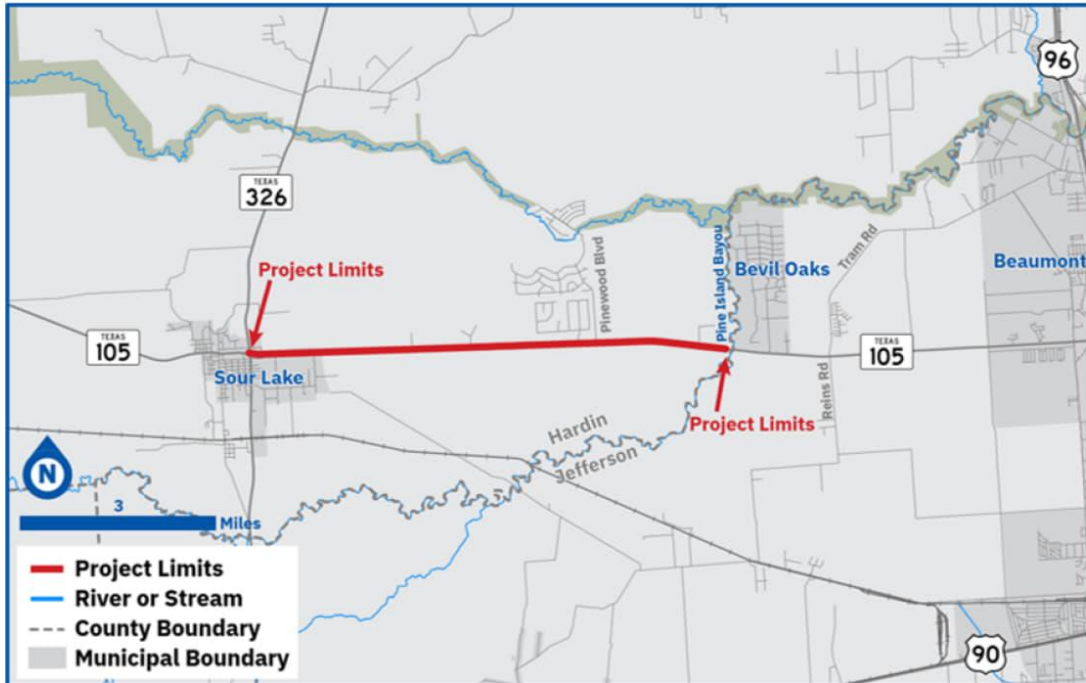 96
TEXAS
326
Project Limits
Pinewood Blvd
Pine Island Bayou
Bevil Oaks
Tram Rd
Beaumont
TEXAS
105
Sour Lake
TEXAS
105
Reins Rd
Project Limits
Hardin
Jefferson
N
3
Miles
Project Limits
River or Stream
County Boundary
Municipal Boundary
90